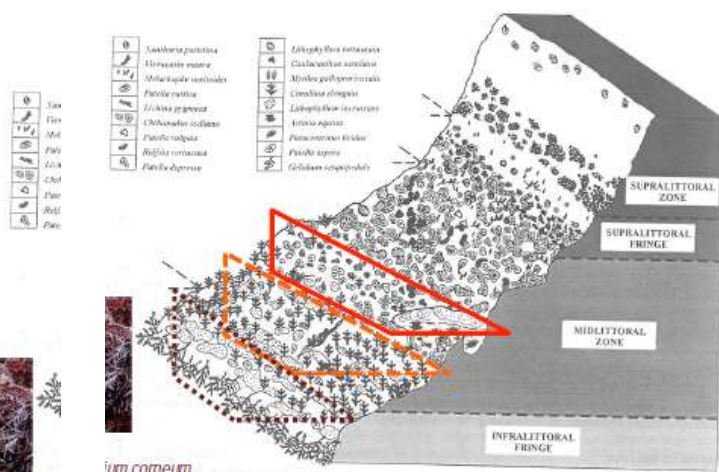 Xanthoria parietina
Verrucaria maura
Melarhaphe neritoides
Patella rustica
Lichina pygmaea
Chthamalus stellatus
Patella vulgata
Ralfsia verrucosa
Patella depressa
Lithophyllum tortuosum
Caulacanthus ustulatus
Mytilus galloprovincialis
Corallina elongata
Lithophyllum incrustans
Actinia equina
Paracentrotus lividus
Patella aspera
Gelidium sesquipedale
SUPRALITTORAL
ZONE
SUPRALITTORAL
FRINGE
MIDLITTORAL
ZONE
INFRALITTORAL
FRINGE
ium corneum